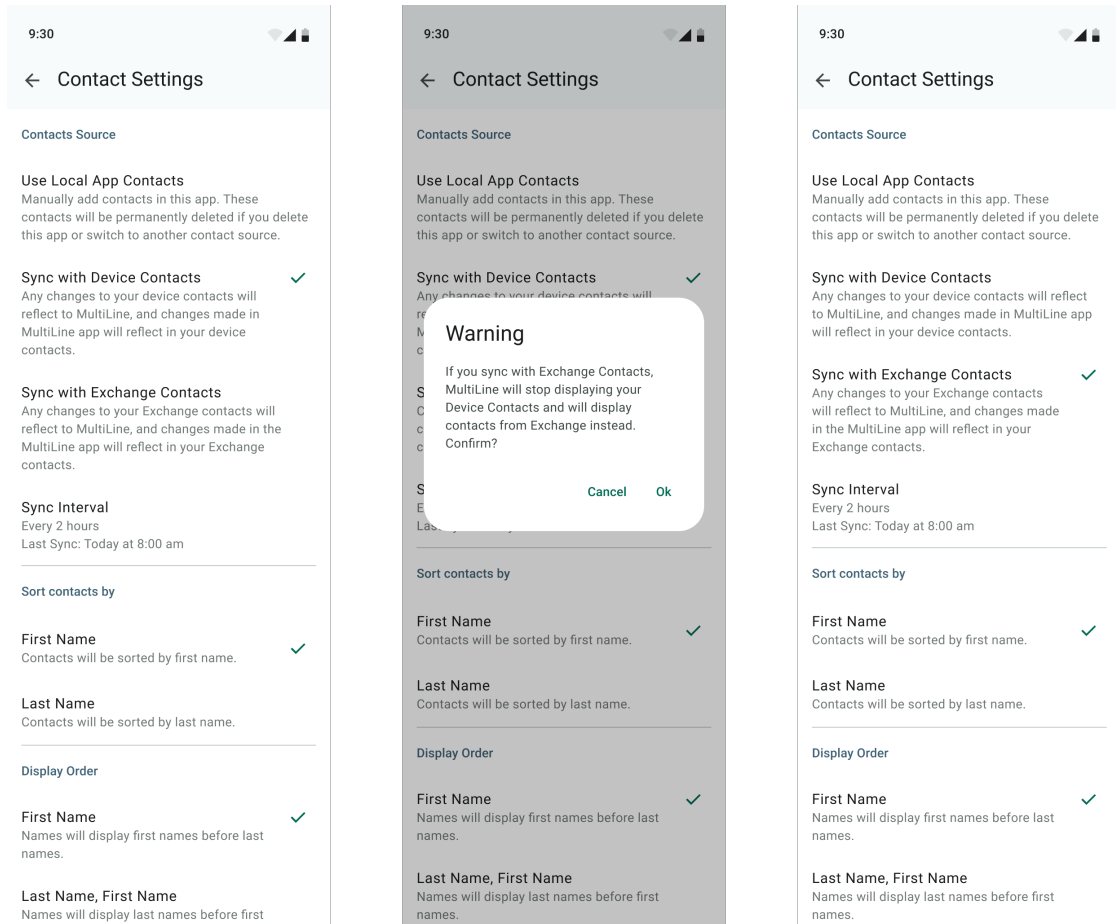 9:30
Contact Settings
Contacts Source
Use Local App Contacts
Manually add contacts in this app. These
contacts will be permanently deleted if you delete
this app or switch to another contact source.
Sync with Device Contacts
Any changes to your device contacts will
reflect to MultiLine, and changes made in
MultiLine app will reflect in your device
contacts.
Sync with Exchange Contacts
Any changes to your Exchange contacts will
reflect to MultiLine, and changes made in the
MultiLine app will reflect in your Exchange
contacts.
Sync Interval
Every 2 hours
Last Sync: Today at 8:00 am
Sort contacts by
First Name
Contacts will be sorted by first name.
Last Name
Contacts will be sorted by last name.
Display Order
First Name
Names will display first names before last
names.
Last Name, First Name
Names will display last names before first
9:30
Contact Settings
Contacts Source
Use Local App Contacts
Manually add contacts in this app. These
contacts will be permanently deleted if you delete
this app or switch to another contact source.
Sync with Device Contacts
Any changes to your device contacts will
Warning
If you sync with Exchange Contacts,
MultiLine will stop displaying your
Device Contacts and will display
contacts from Exchange instead.
Confirm?
Cancel Ok
Sort contacts by
First Name
Contacts will be sorted by first name.
Last Name
Contacts will be sorted by last name.
Display Order
First Name
Names will display first names before last
names.
Last Name, First Name
Names will display last names before first
names.
9:30
Contact Settings
Contacts Source
Use Local App Contacts
Manually add contacts in this app. These
contacts will be permanently deleted if you delete
this app or switch to another contact source.
Sync with Device Contacts
Any changes to your device contacts will reflect
to MultiLine, and changes made in MultiLine app
will reflect in your device contacts.
Sync with Exchange Contacts
Any changes to your Exchange contacts
will reflect to MultiLine, and changes made
in the MultiLine app will reflect in your
Exchange contacts.
Sync Interval
Every 2 hours
Last Sync: Today at 8:00 am
Sort contacts by
First Name
Contacts will be sorted by first name.
Last Name
Contacts will be sorted by last name.
Display Order
First Name
Names will display first names before last
names.
Last Name, First Name
Names will display last names before first
names.